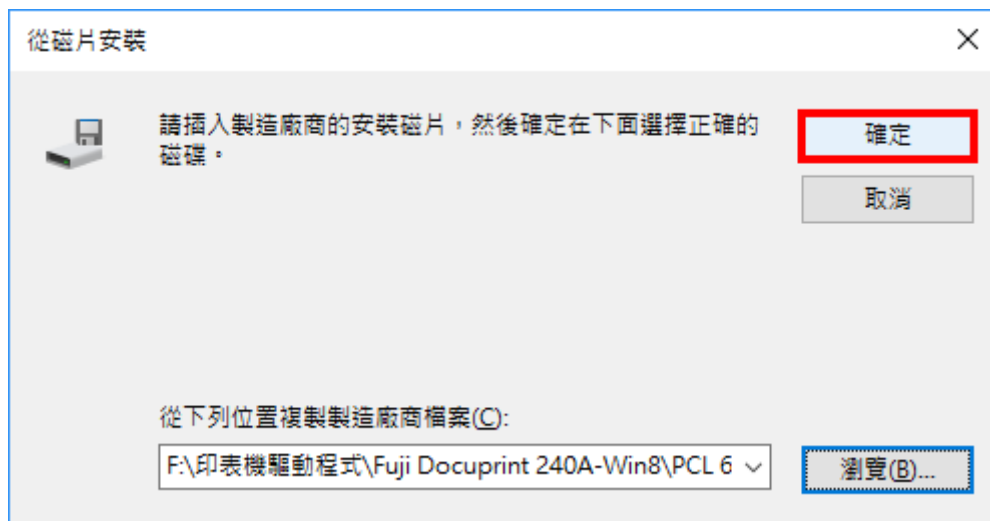 從磁片安裝
請插入製造廠商的安裝磁片，然後確定在下面選擇正確的
磁碟。
確定
取消
從下列位置複製製造廠商檔案(C):
F:\印表機驅動程式\Fuji Docuprint 240A-Win8\PCL 6
瀏覽(B)...